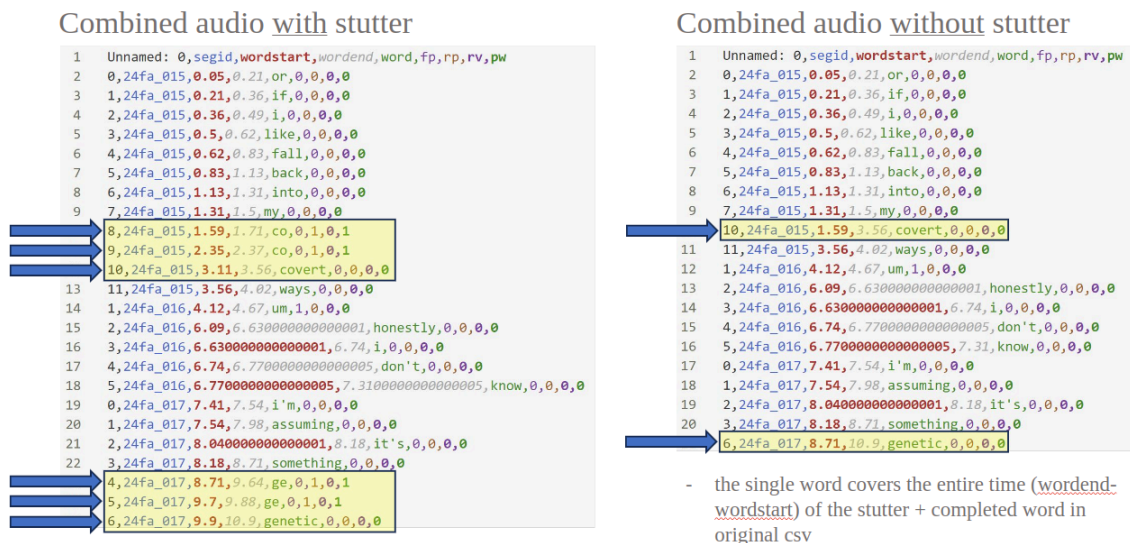 Combined audio with stutter
1 Unnamed: 0,segid,wordstart,wordend,word,fp,rp,rv,pw
2 0,24fa_015,0.05,0.21,or,0,0,0,0
3 1,24fa_015,0.21,0.36,if,0,0,0,0
4 2,24fa_015,0.36,0.49,i,0,0,0,0
5 3,24fa_015,0.5,0.62,like,0,0,0,0
6 4,24fa_015,0.62,0.83,fall,0,0,0,0
7 5,24fa_015,0.83,1.13,back,0,0,0,0
8 6,24fa_015,1.13,1.31,into,0,0,0,0
9 7,24fa_015,1.31,1.5,my,0,0,0,0
8,24fa_015,1.59,1.71,co,0,1,0,1
9,24fa_015,2.35,2.37,co,0,1,0,1
10,24fa_015,3.11,3.56,covert,0,0,0,0
13 11,24fa_015,3.56,4.02,ways,0,0,0,0
14 1,24fa_016,4.12,4.67,um,1,0,0,0
15 2,24fa_016,6.09,6.630000000000001,honestly,0,0,0,0
16 3,24fa_016,6.630000000000001,6.74,i,0,0,0,0
17 4,24fa_016,6.74,6.7700000000000005,don't,0,0,0,0
18 5,24fa_016,6.7700000000000005,7.3100000000000005,know,0,0,0,0
19 0,24fa_017,7.41,7.54,i'm,0,0,0,0
20 1,24fa_017,7.54,7.98,assuming,0,0,0,0
21 2,24fa_017,8.040000000000001,8.18,it's,0,0,0,0
22 3,24fa_017,8.18,8.71,something,0,0,0,0
4,24fa_017,8.71,9.64,ge,0,1,0,1
5,24fa_017,9.7,9.88,ge,0,1,0,1
6,24fa_017,9.9,10.9,genetic,0,0,0,0
Combined audio without stutter
1 Unnamed: 0,segid,wordstart,wordend,word,fp,rp,rv,pw
2 0,24fa_015,0.05,0.21,or,0,0,0,0
3 1,24fa_015,0.21,0.36,if,0,0,0,0
4 2,24fa_015,0.36,0.49,i,0,0,0,0
5 3,24fa_015,0.5,0.62,like,0,0,0,0
6 4,24fa_015,0.62,0.83,fall,0,0,0,0
7 5,24fa_015,0.83,1.13,back,0,0,0,0
8 6,24fa_015,1.13,1.31,into,0,0,0,0
9 7,24fa_015,1.31,1.5,my,0,0,0,0
10,24fa_015,1.59,3.56,covert,0,0,0,0
11 11,24fa_015,3.56,4.02,ways,0,0,0,0
12 1,24fa_016,4.12,4.67,um,1,0,0,0
13 2,24fa_016,6.09,6.630000000000001,honestly,0,0,0,0
14 3,24fa_016,6.630000000000001,6.74,i,0,0,0,0
15 4,24fa_016,6.74,6.7700000000000005,don't,0,0,0,0
16 5,24fa_016,6.7700000000000005,7.31,know,0,0,0,0
17 0,24fa_017,7.41,7.54,i'm,0,0,0,0
18 1,24fa_017,7.54,7.98,assuming,0,0,0,0
19 2,24fa_017,8.040000000000001,8.18,it's,0,0,0,0
20 3,24fa_017,8.18,8.71,something,0,0,0,0
6,24fa_017,8.71,10.9,genetic,0,0,0,0
- the single word covers the entire time (wordend-
wordstart) of the stutter + completed word in
original csv